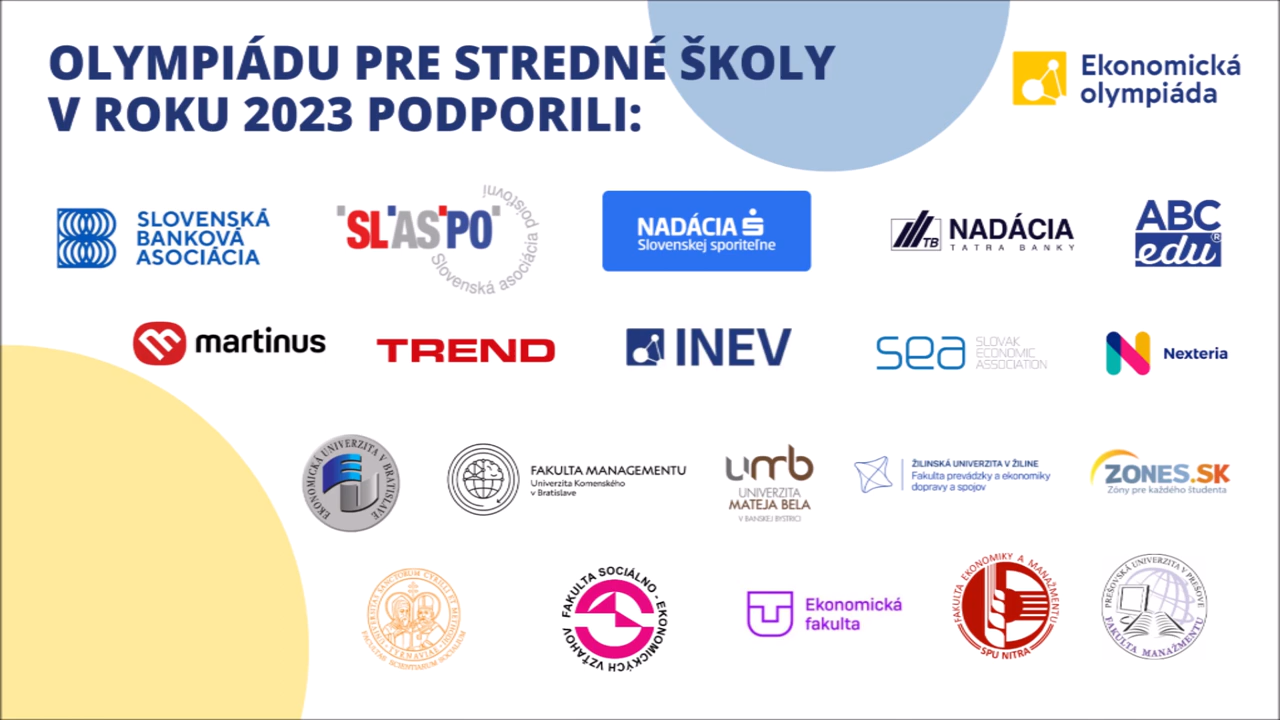 OLYMPIÁDU PRE STREDNÉ ŠKOLY
V ROKU 2023 PODPORILI:
Ekonomická
olympiáda
SLOVENSKÁ
BANKOVÁ
ASOCIÁCIA
SLASPO
Slovenská asociácia poisťovní
NADÁCIA
Slovenskej sporiteľne
TB
NADÁCIA
TATRA BANKY
ABC
edu®
martinus
TREND
INEV
sea
SLOVAK
ECONOMIC
ASSOCIATION
Nexteria
EKONOMICKÁ UNIVERZITA V BRATISLAVE
FAKULTA MANAGEMENTU
Univerzita Komenského
v Bratislave
umb
UNIVERZITA
MATEJA BELA
V BANSKEJ BYSTRICI
ŽILINSKÁ UNIVERZITA V ŽILINE
Fakulta prevádzky a ekonomiky
dopravy a spojov
ZONES.SK
Zóny pre každého študenta
FAKULTA SOCIÁLNO - EKONOMICKÝCH VZŤAHOV
Ekonomická
fakulta
FAKULTA EKONOMIKY A MANAŽMENTU
SPU NITRA
PREŠOVSKÁ UNIVERZITA V PREŠOVE
FAKULTA MANAŽMENTU